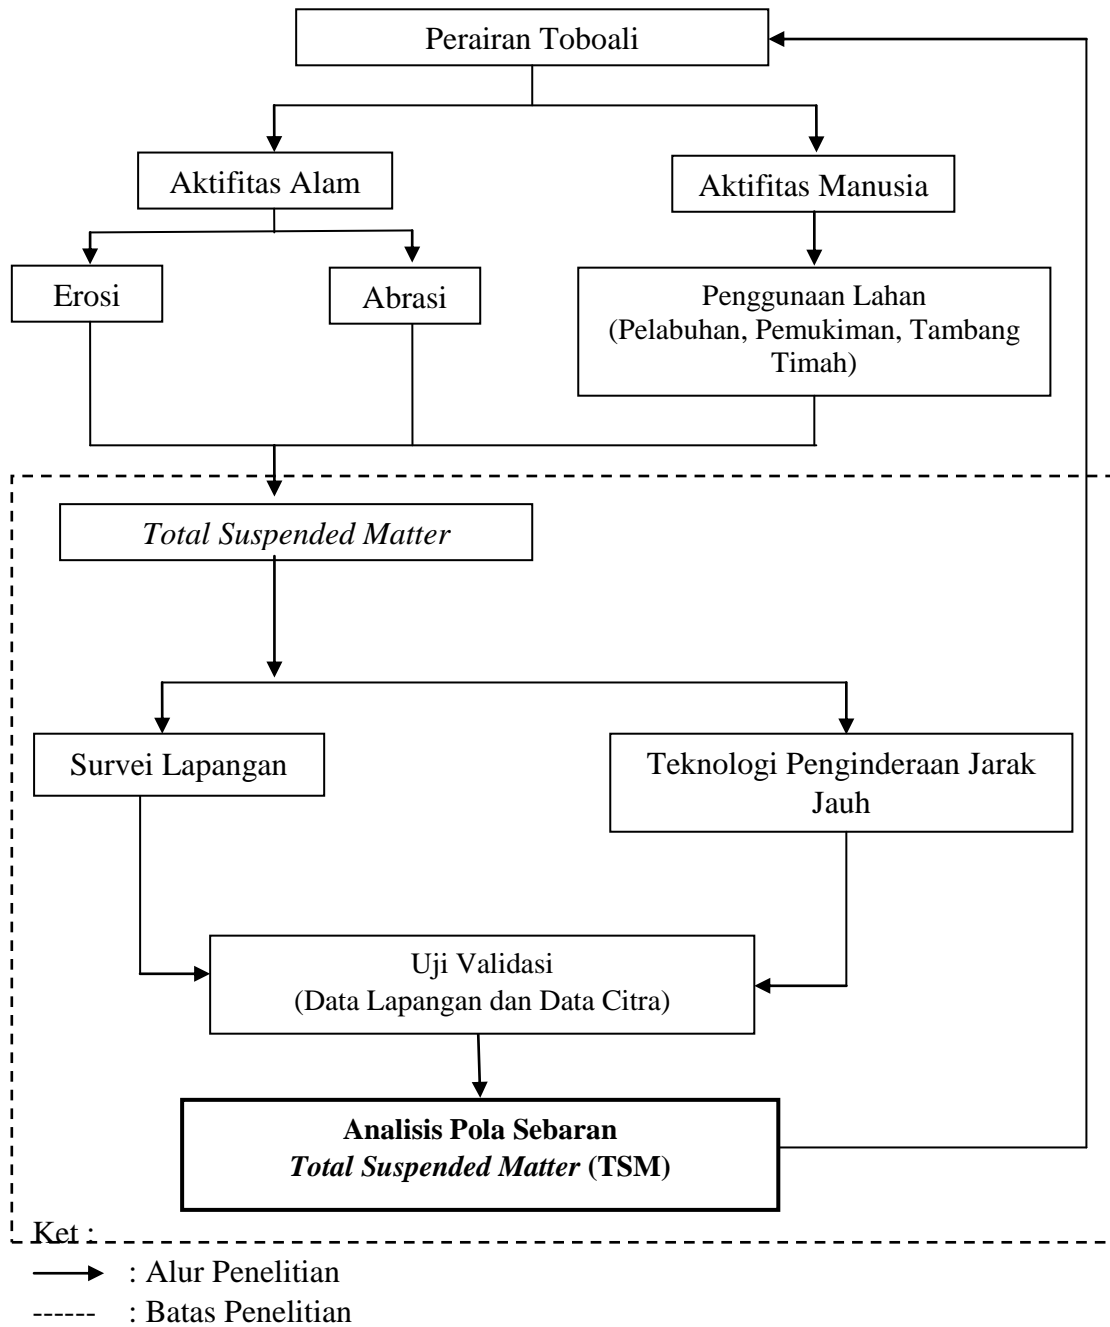 Perairan Toboali
Aktifitas Alam
Aktifitas Manusia
Erosi
Abrasi
Penggunaan Lahan
(Pelabuhan, Pemukiman, Tambang
Timah)
Total Suspended Matter
Survei Lapangan
Teknologi Penginderaan Jarak
Jauh
Uji Validasi
(Data Lapangan dan Data Citra)
Analisis Pola Sebaran
Total Suspended Matter (TSM)
Ket :
: Alur Penelitian
: Batas Penelitian